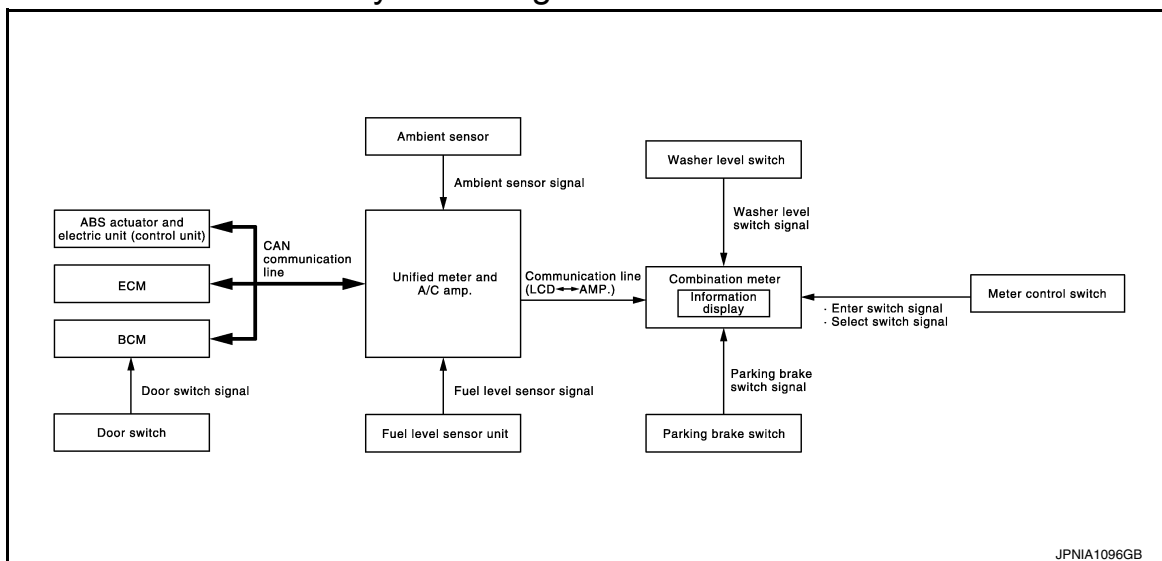 Ambient sensor
Washer level switch
Ambient sensor signal
Washer level
switch signal
ABS actuator and
electric unit (control unit)
CAN
communication
line
ECM
BCM
Unified meter and
A/C amp.
Communication line
(LCD↔AMP.)
Combination meter
Information
display
· Enter switch signal
· Select switch signal
Meter control switch
Door switch signal
Fuel level sensor signal
Parking brake
switch signal
Door switch
Fuel level sensor unit
Parking brake switch
JPNIA1096GB